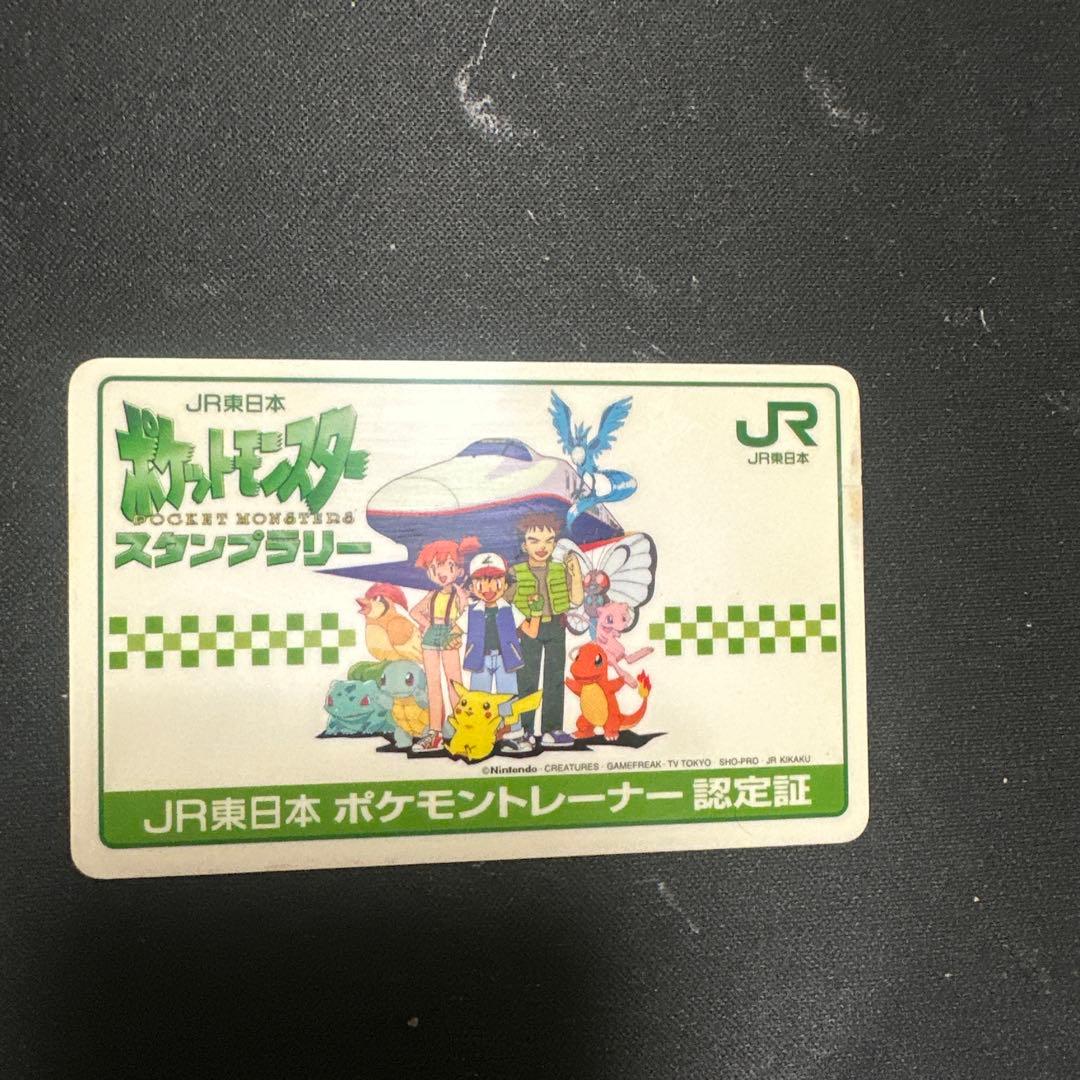 JR東日本
ポケットモンスター
POCKET MONSTERS
スタンプラリー
JR
JR東日本
©Nintendo · CREATURES · GAMEFREAK · TV TOKYO · SHO-PRO · JR KIKAKU
JR東日本 ポケモントレーナー 認定証